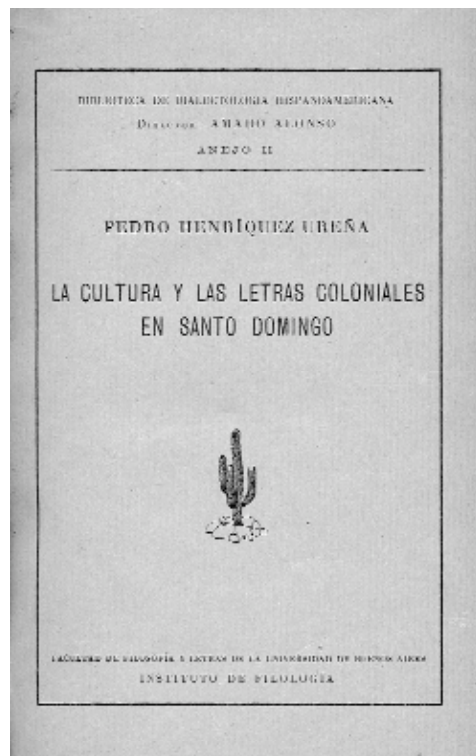 BIBLIOTECA DE DIALECTOLOGÍA HISPANOAMERICANA
Director: AMADO ALONSO
ANEJO II
PEDRO HENRÍQUEZ UREÑA
LA CULTURA Y LAS LETRAS COLONIALES
EN SANTO DOMINGO
FACULTAD DE FILOSOFÍA Y LETRAS DE LA UNIVERSIDAD DE BUENOS AIRES
INSTITUTO DE FILOLOGÍA